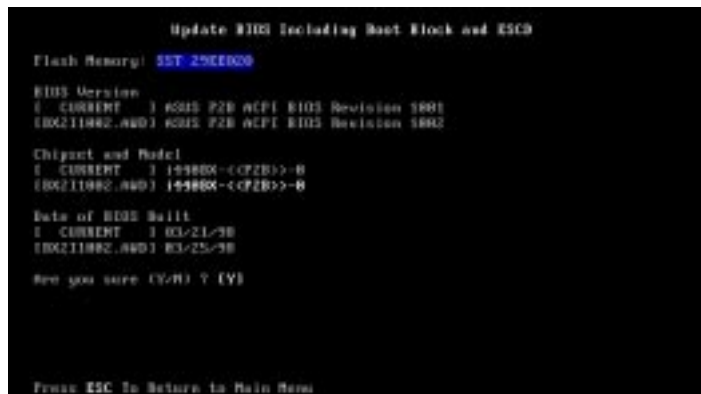 Update BIOS Including Boot Block and ESCD
Flash Memory: SST 29EE020
BIOS Version
[ CURRENT ] ASUS P2B ACPI BIOS Revision 1001
[BX2I1002.AWD] ASUS P2B ACPI BIOS Revision 1002
Chipset and Model
[ CURRENT ] i440BX-<<P2B>>-0
[BX2I1002.AWD] i440BX-<<P2B>>-0
Date of BIOS Built
[ CURRENT ] 03/21/98
[BX2I1002.AWD] 03/25/98
Are you sure (Y/N) ? [Y]
Press ESC To Return to Main Menu